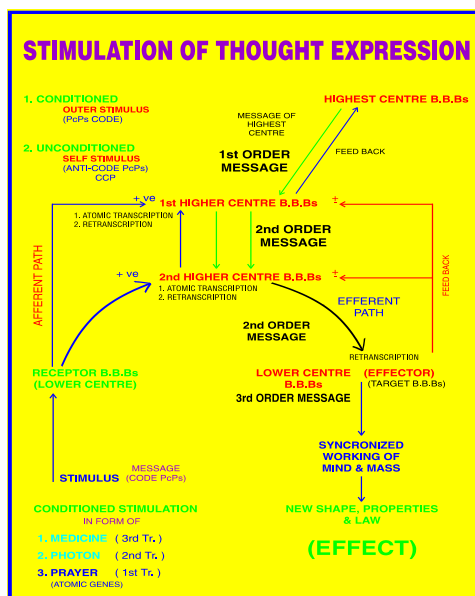 STIMULATION OF THOUGHT EXPRESSION
1. CONDITIONED
OUTER STIMULUS
(PcPs CODE)
HIGHEST CENTRE B.B.Bs
MESSAGE OF
HIGHEST
CENTRE
2. UNCONDITIONED
SELF STIMULUS
(ANTI-CODE PcPs)
CCP
1st ORDER
MESSAGE
FEED BACK
+ ve
±
1st HIGHER CENTRE B.B.Bs
1. ATOMIC TRANSCRIPTION
2. RETRANSCRIPTION
2nd ORDER
MESSAGE
AFFERENT PATH
+ ve
±
2nd HIGHER CENTRE B.B.Bs
1. ATOMIC TRANSCRIPTION
2. RETRANSCRIPTION
FEED BACK
EFFERENT
PATH
2nd ORDER
MESSAGE
RETRANSCRIPTION
RECEPTOR B.B.Bs
(LOWER CENTRE)
LOWER CENTRE (EFFECTOR)
B.B.Bs (TARGET B.B.Bs)
3rd ORDER MESSAGE
SYNCRONIZED
WORKING OF
MIND & MASS
STIMULUS MESSAGE
(CODE PcPs)
CONDITIONED STIMULATION
IN FORM OF
1. MEDICINE ( 3rd Tr. )
2. PHOTON ( 2nd Tr. )
3. PRAYER ( 1st Tr. )
(ATOMIC GENES)
NEW SHAPE, PROPERTIES
& LAW
(EFFECT)